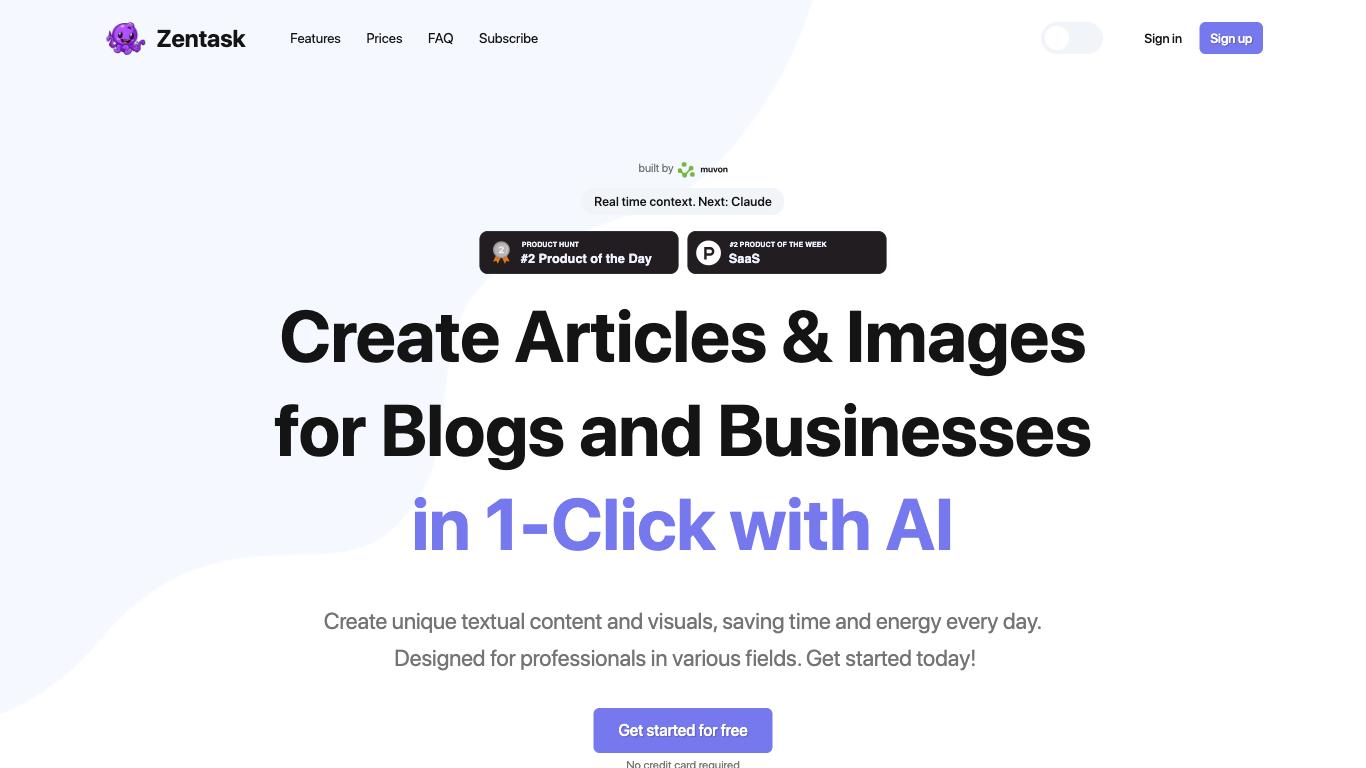 Zentask
Features Prices FAQ Subscribe
Sign in
Sign up
built by muvon
Real time context. Next: Claude
2
PRODUCT HUNT
#2 Product of the Day
P
#2 PRODUCT OF THE WEEK
SaaS
Create Articles & Images
for Blogs and Businesses
in 1-Click with AI
Create unique textual content and visuals, saving time and energy every day.
Designed for professionals in various fields. Get started today!
Get started for free
No credit card required